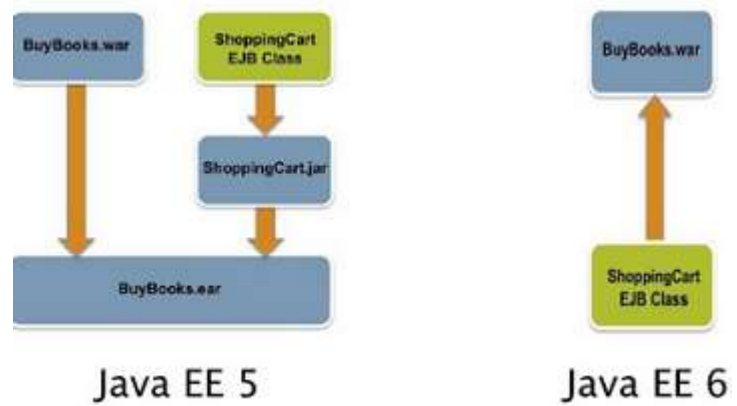 BuyBooks.war
ShoppingCart
EJB Class
ShoppingCart.jar
BuyBooks.ear
Java EE 5
BuyBooks.war
ShoppingCart
EJB Class
Java EE 6